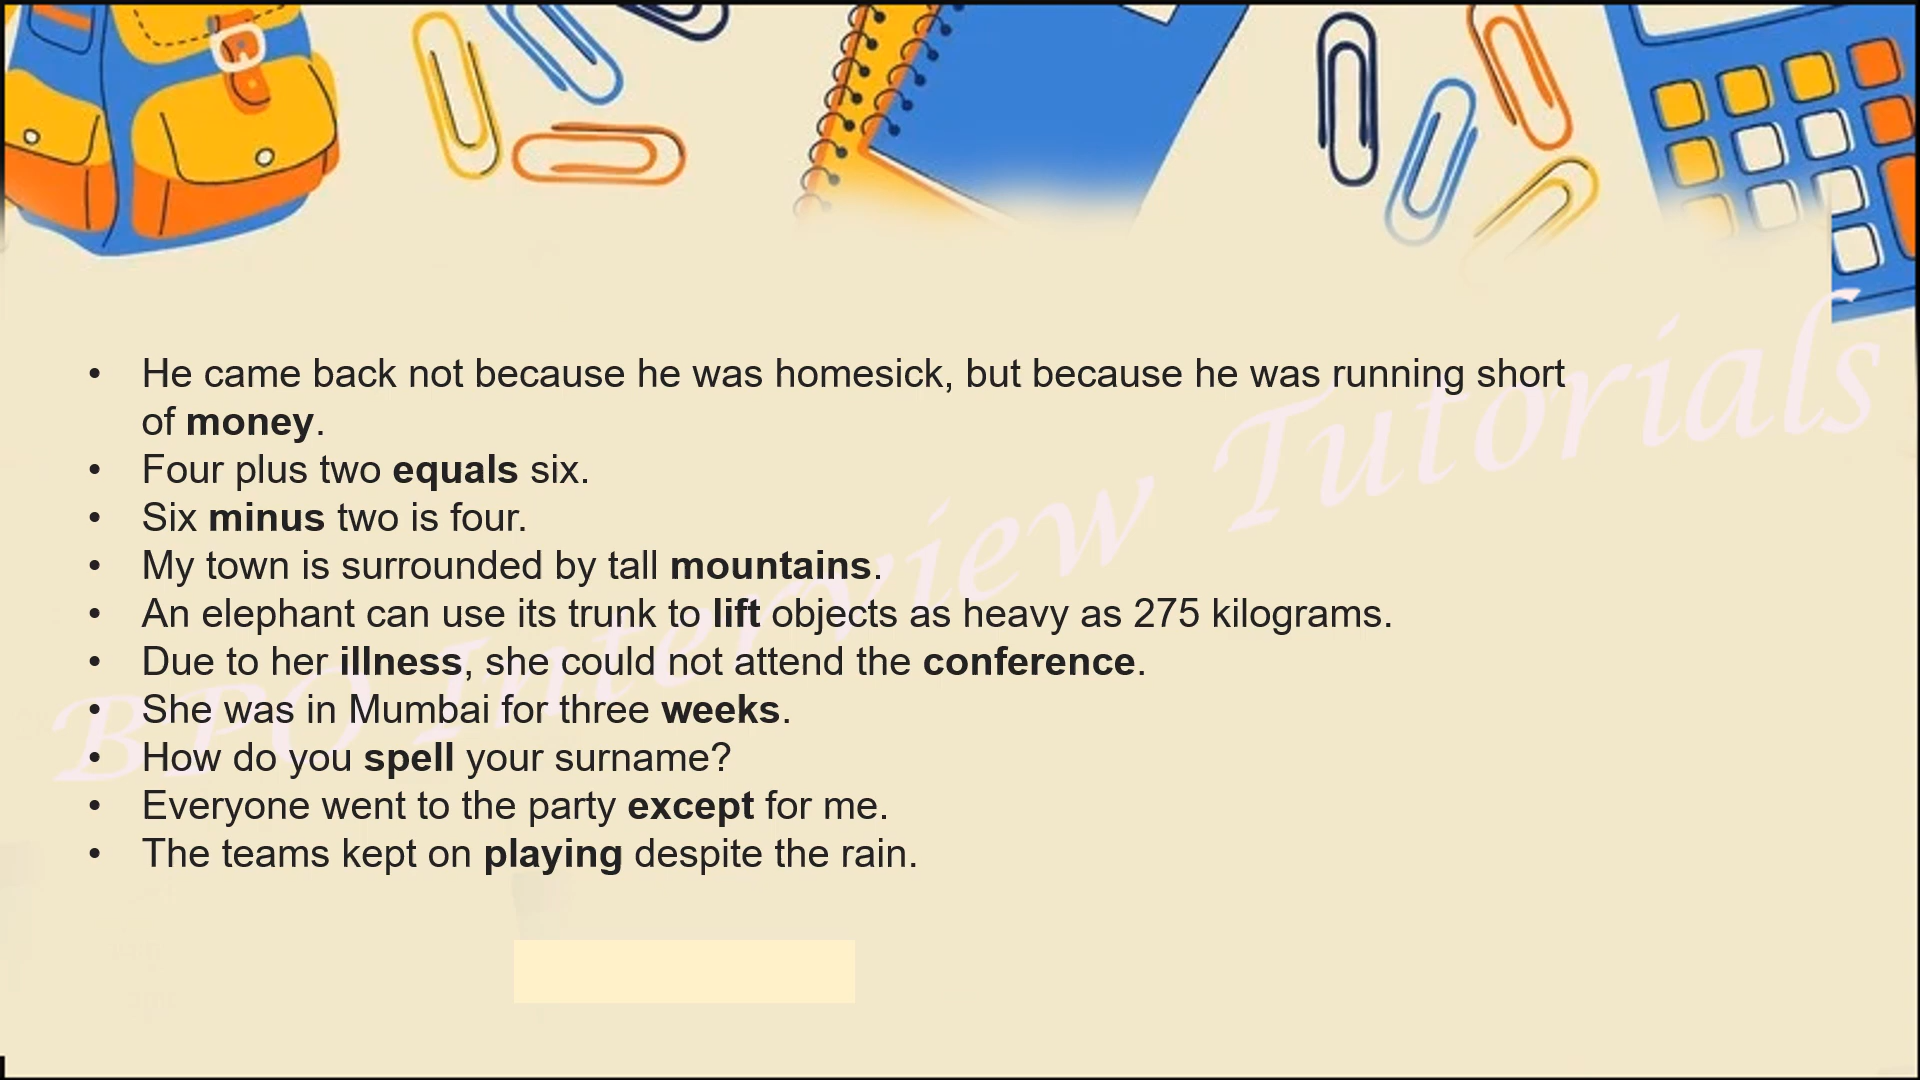 • He came back not because he was homesick, but because he was running short
of money.
• Four plus two equals six.
• Six minus two is four.
• My town is surrounded by tall mountains.
• An elephant can use its trunk to lift objects as heavy as 275 kilograms.
• Due to her illness, she could not attend the conference.
• She was in Mumbai for three weeks.
• How do you spell your surname?
• Everyone went to the party except for me.
• The teams kept on playing despite the rain.
BPO Interview Tutorials